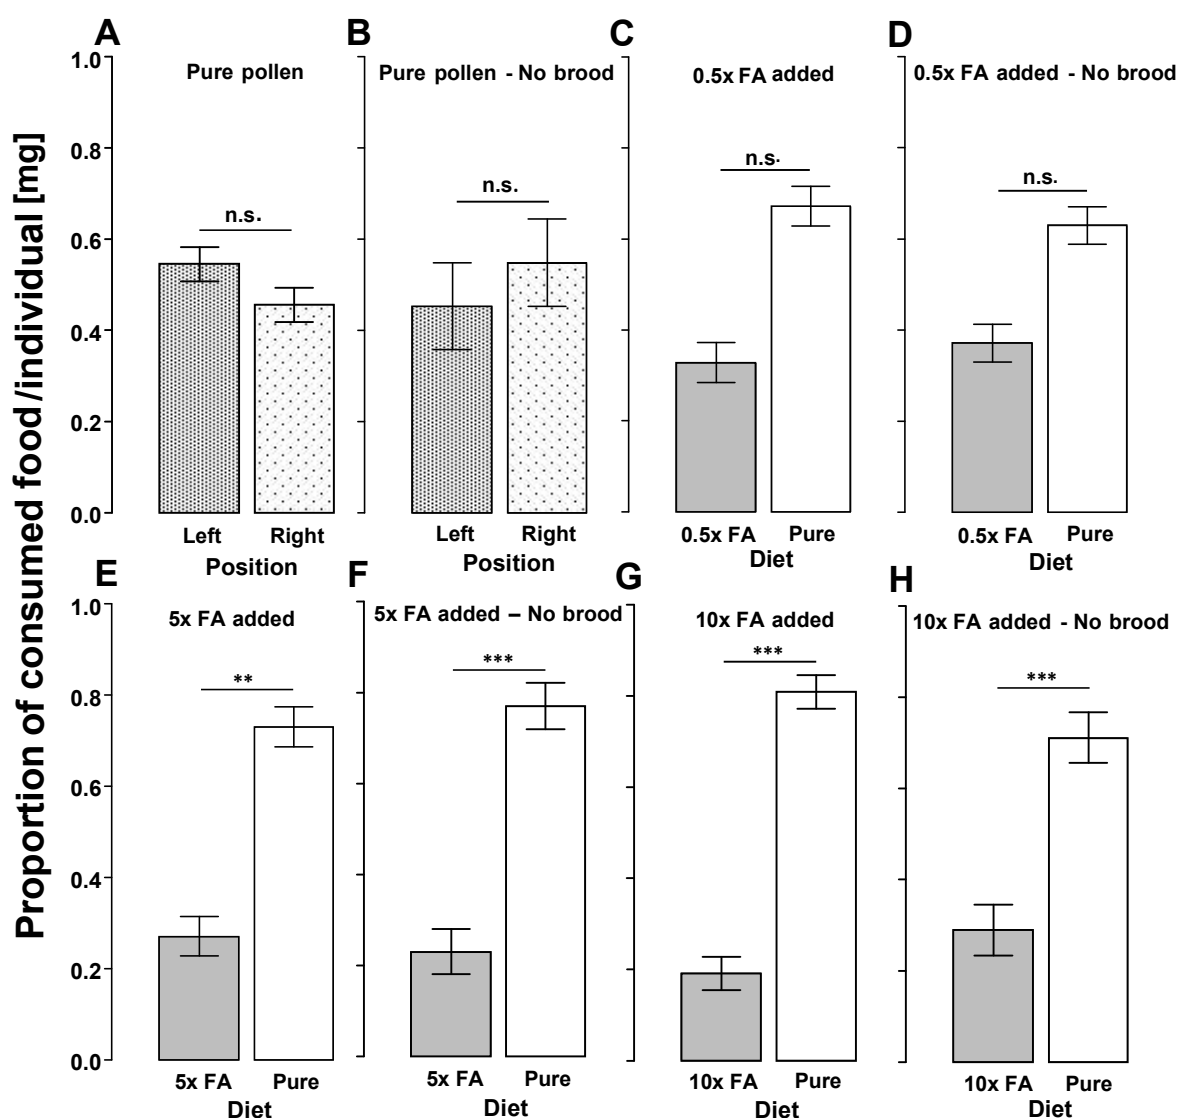 Proportion of consumed food/individual [mg]
A
Pure pollen
1.0
0.8
0.6
0.4
0.2
0.0
n.s.
Left Right
Position
B
Pure pollen - No brood
n.s.
Left Right
Position
C
0.5x FA added
n.s.
0.5x FA Pure
Diet
D
0.5x FA added - No brood
n.s.
0.5x FA Pure
Diet
E
5x FA added
1.0
0.8
0.6
0.4
0.2
0.0
**
5x FA Pure
Diet
F
5x FA added – No brood
***
5x FA Pure
Diet
G
10x FA added
***
10x FA Pure
Diet
H
10x FA added - No brood
***
10x FA Pure
Diet